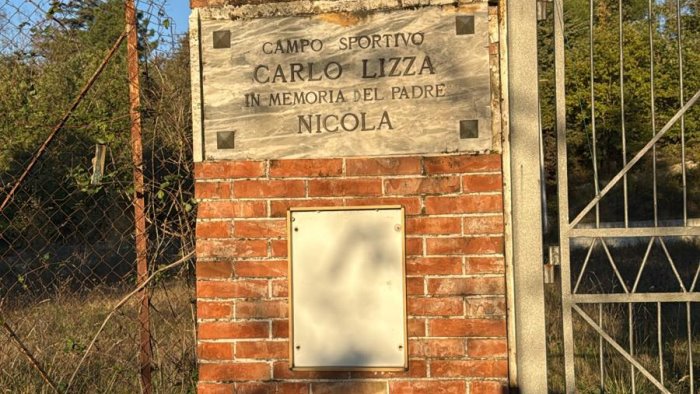 CAMPO SPORTIVO
CARLO LIZZA
IN MEMORIA DEL PADRE
NICOLA